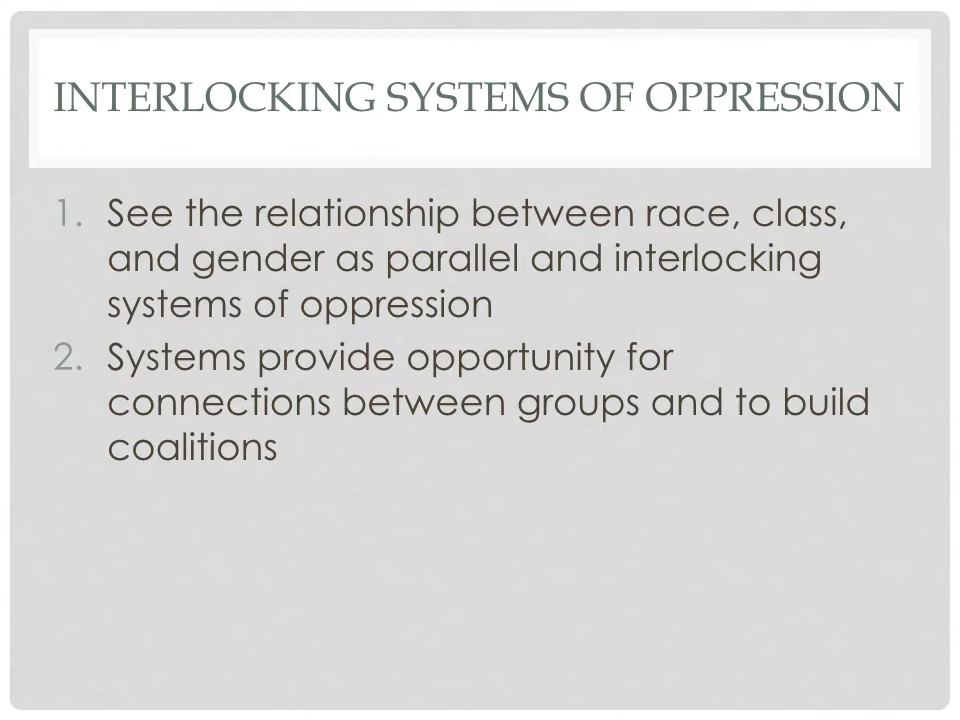 INTERLOCKING SYSTEMS OF OPPRESSION
1. See the relationship between race, class,
and gender as parallel and interlocking
systems of oppression
2. Systems provide opportunity for
connections between groups and to build
coalitions